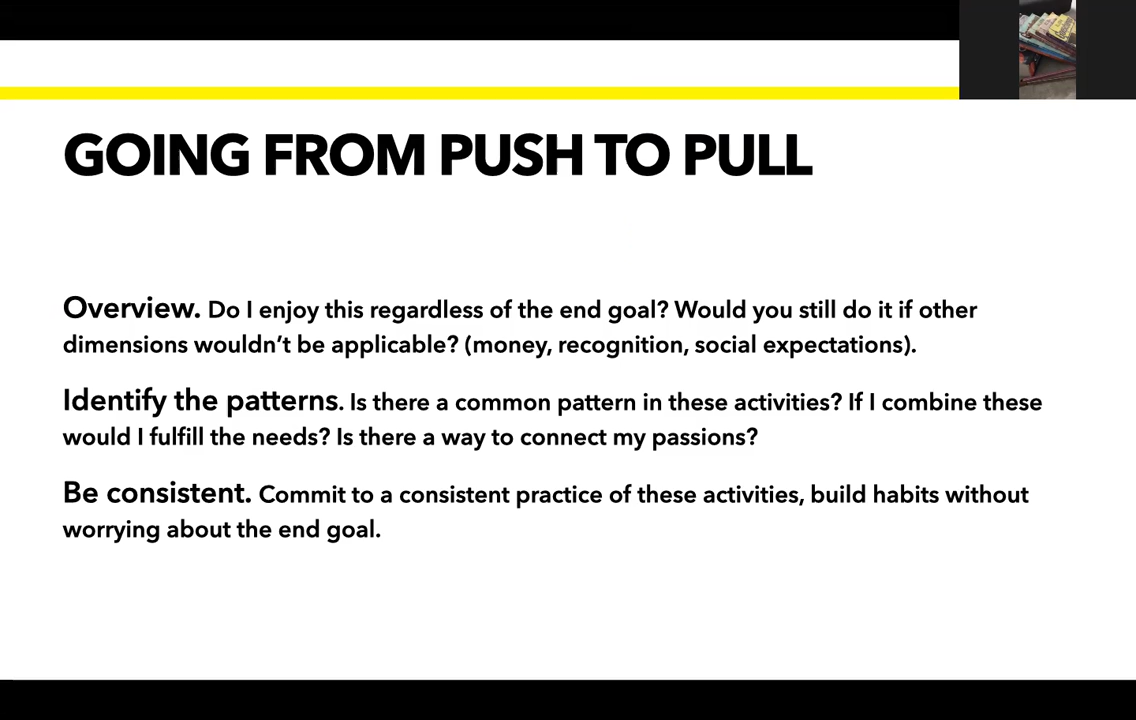 GOING FROM PUSH TO PULL
Overview. Do I enjoy this regardless of the end goal? Would you still do it if other
dimensions wouldn't be applicable? (money, recognition, social expectations).
Identify the patterns. Is there a common pattern in these activities? If I combine these
would I fulfill the needs? Is there a way to connect my passions?
Be consistent. Commit to a consistent practice of these activities, build habits without
worrying about the end goal.